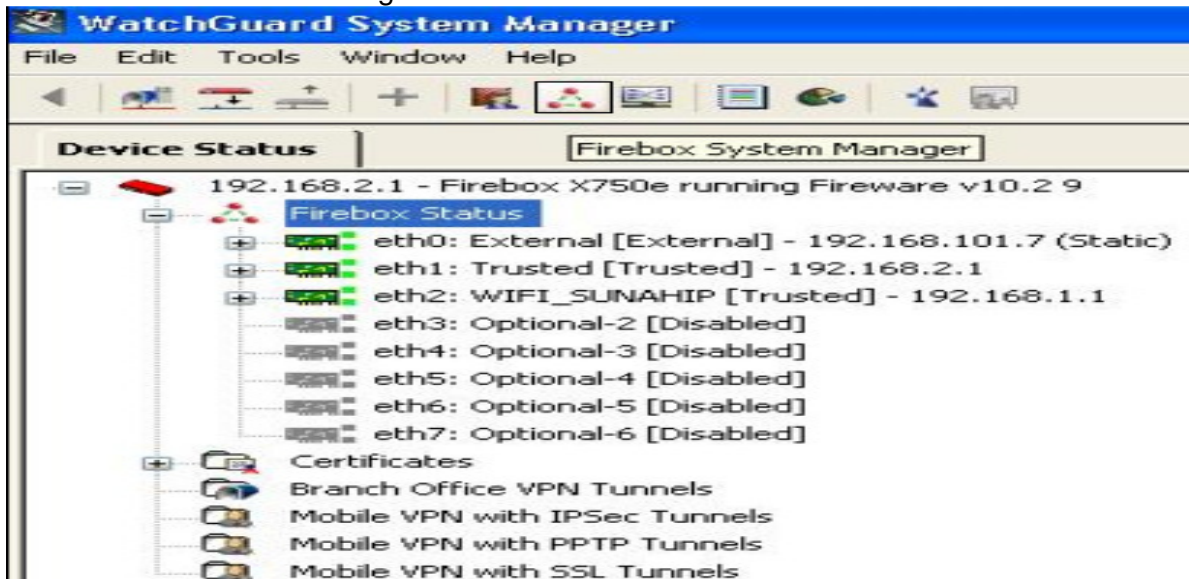 WatchGuard System Manager
File Edit Tools Window Help
Device Status
Firebox System Manager
192.168.2.1 - Firebox X750e running Fireware v10.2 9
Firebox Status
eth0: External [External] - 192.168.101.7 (Static)
eth1: Trusted [Trusted] - 192.168.2.1
eth2: WIFI_SUNAHIP [Trusted] - 192.168.1.1
eth3: Optional-2 [Disabled]
eth4: Optional-3 [Disabled]
eth5: Optional-4 [Disabled]
eth6: Optional-5 [Disabled]
eth7: Optional-6 [Disabled]
Certificates
Branch Office VPN Tunnels
Mobile VPN with IPSec Tunnels
Mobile VPN with PPTP Tunnels
Mobile VPN with SSL Tunnels